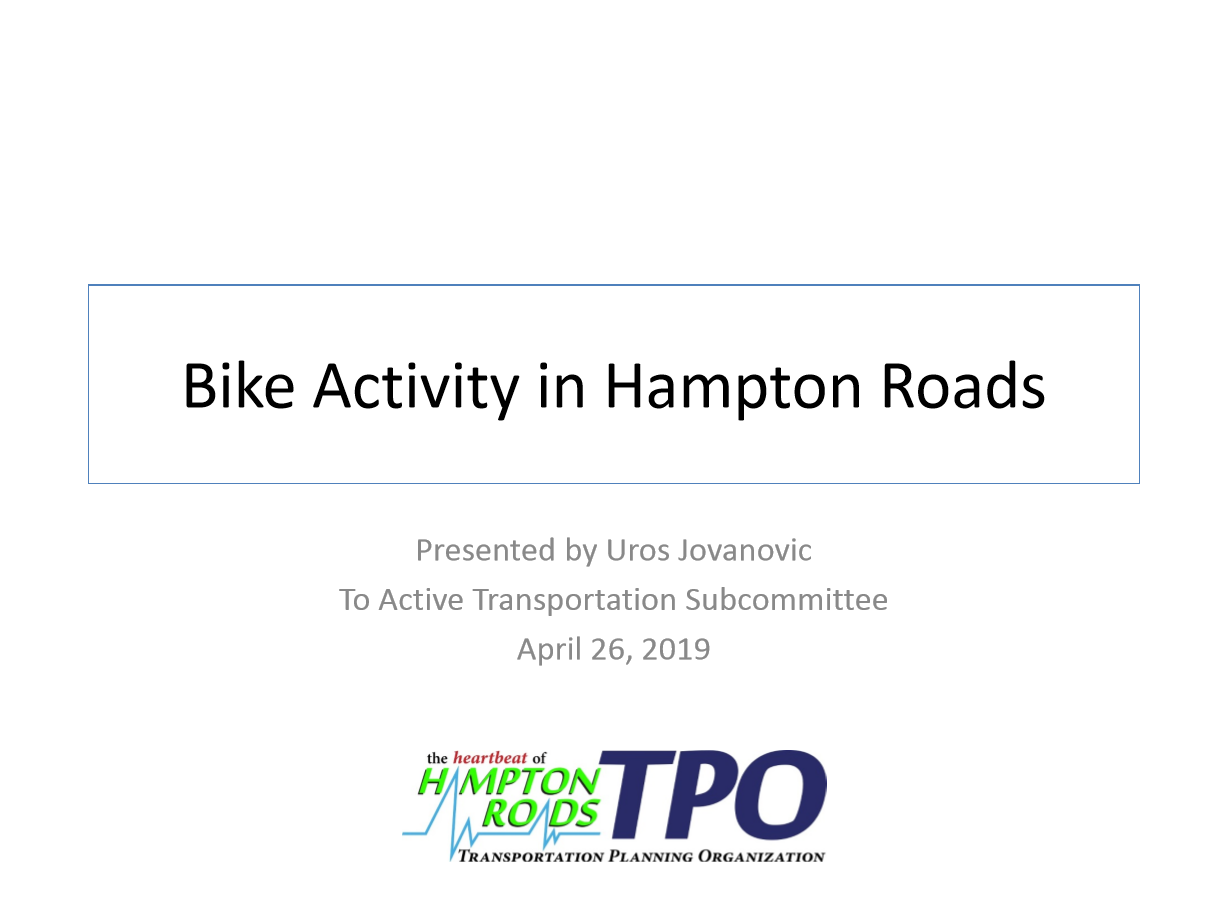 Bike Activity in Hampton Roads
Presented by Uros Jovanovic
To Active Transportation Subcommittee
April 26, 2019
the heartbeat of
HAMPTON
ROADS
TPO
TRANSPORTATION PLANNING ORGANIZATION